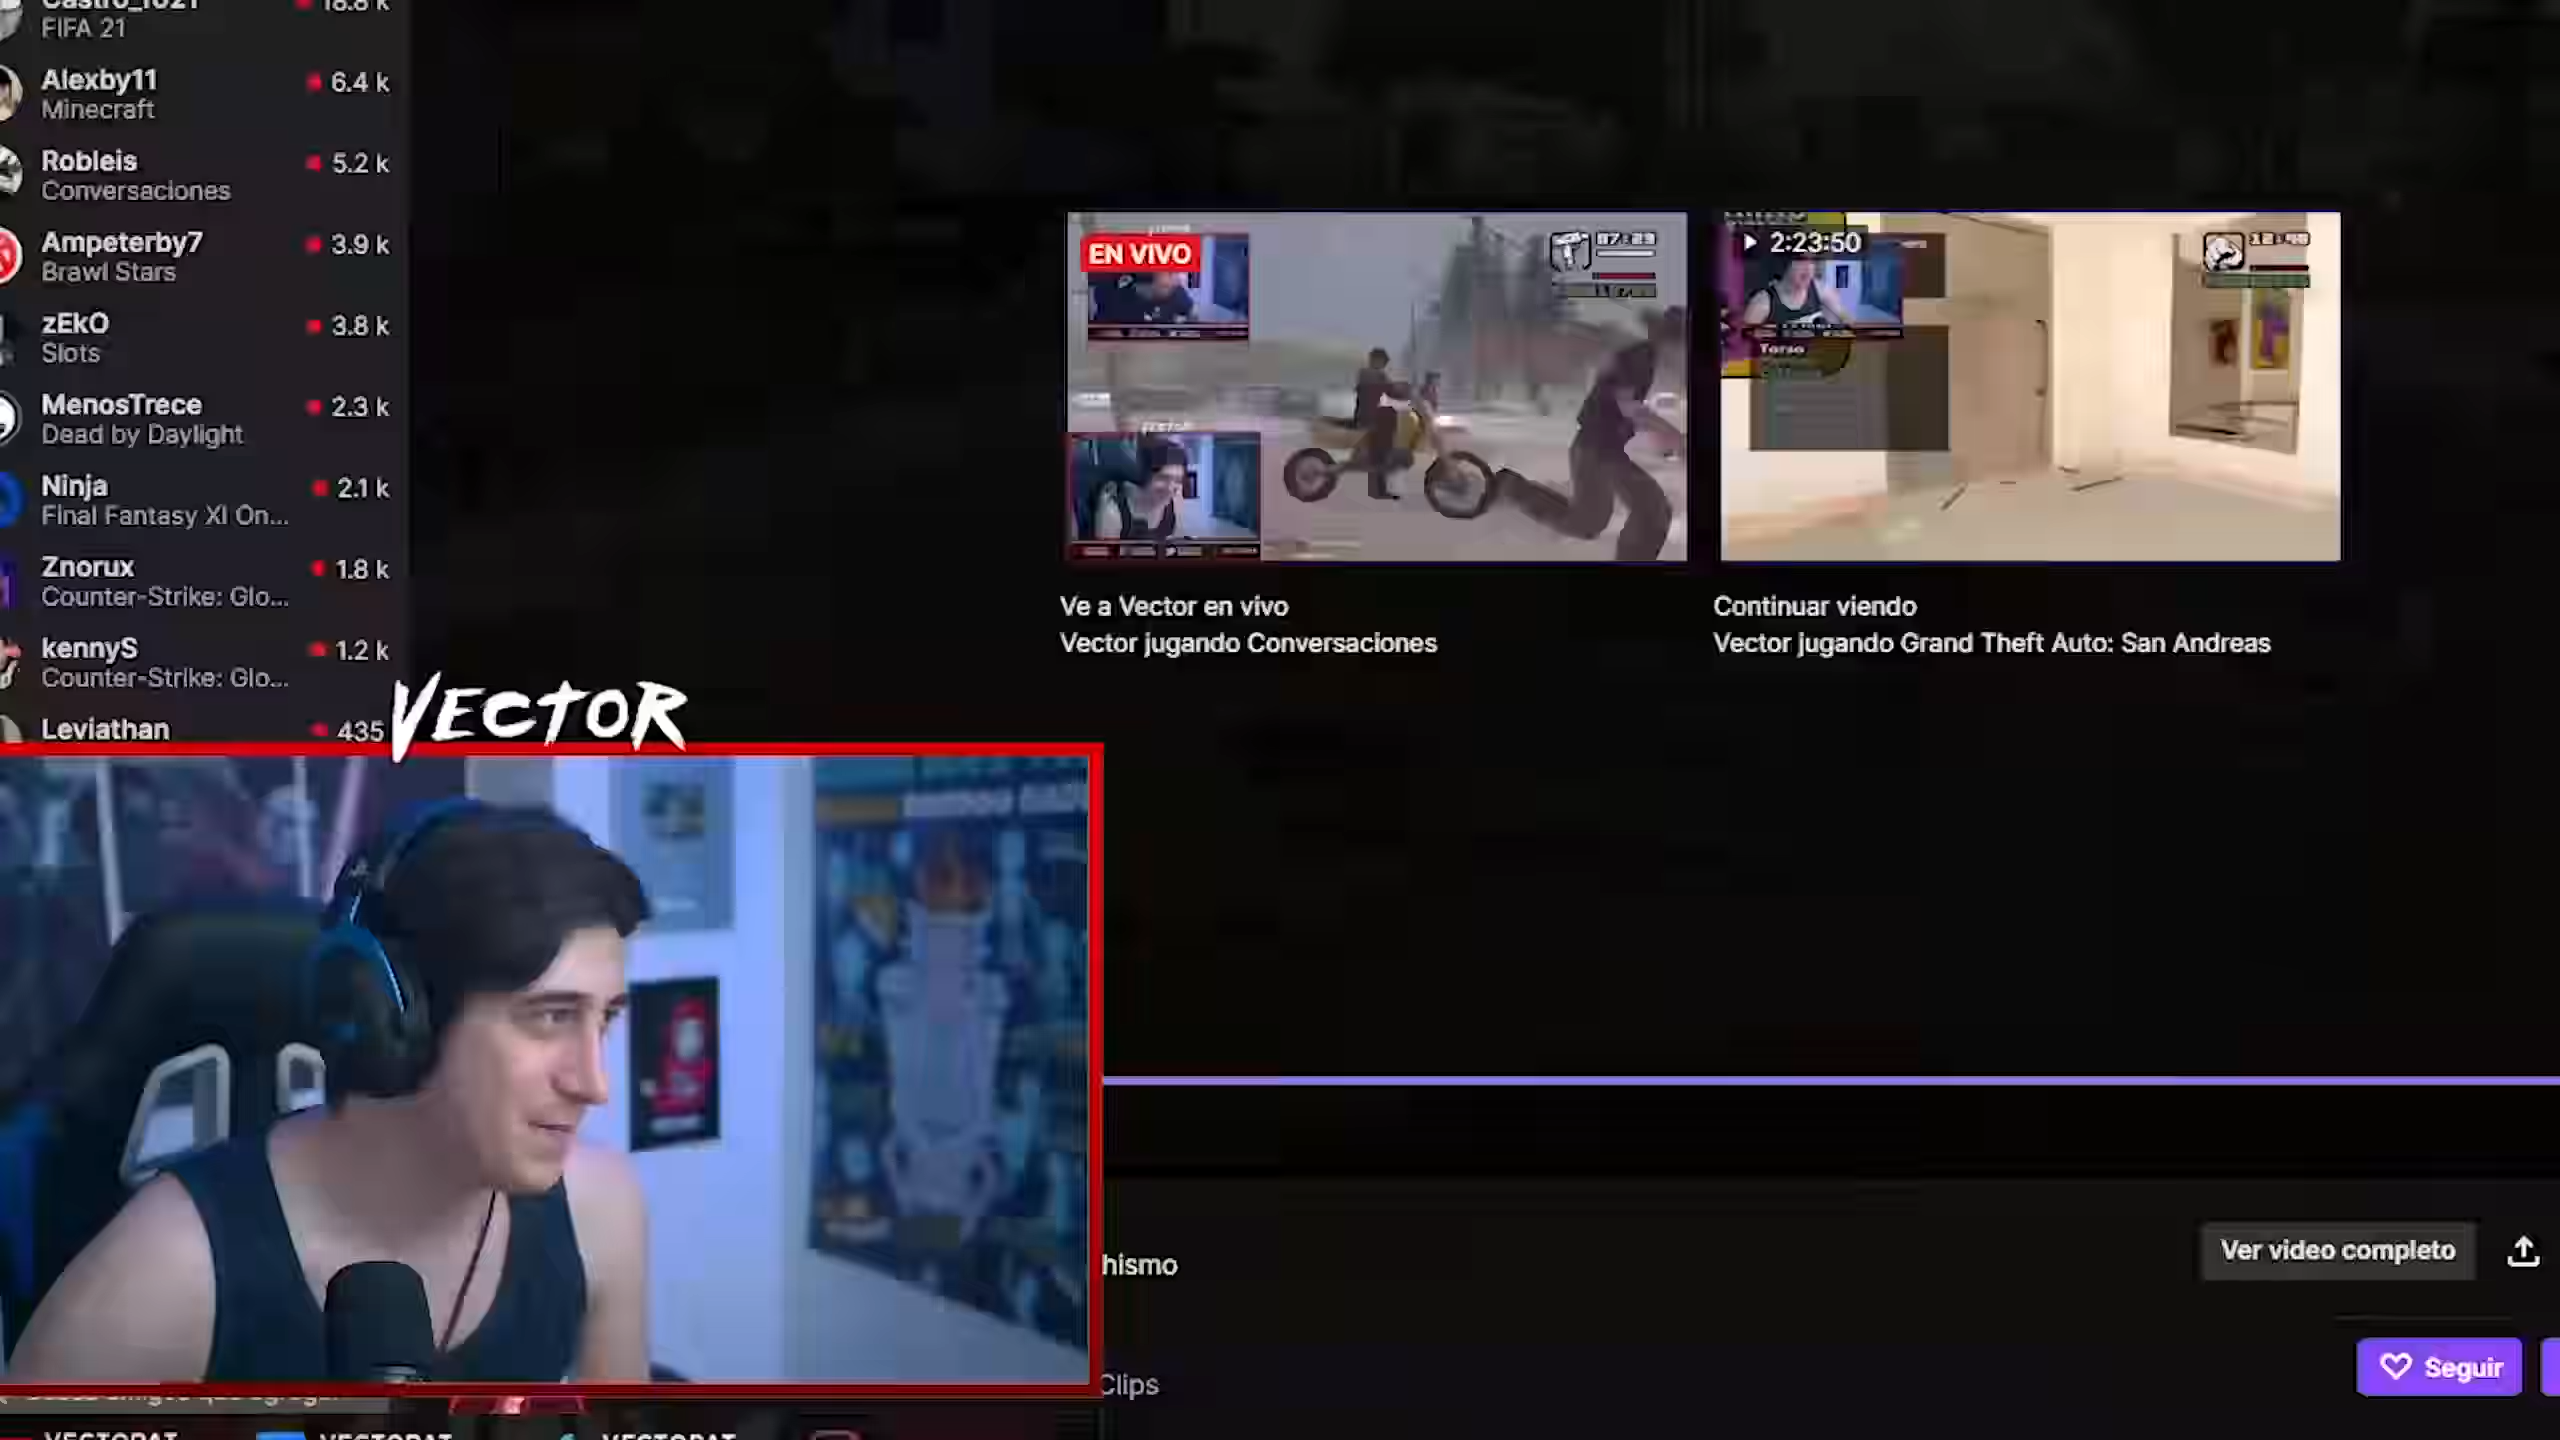 FIFA 21
Alexby11
6.4 k
Minecraft
Robleis
5.2 k
Conversaciones
Ampeterby7
3.9 k
Brawl Stars
zEkO
3.8 k
Slots
MenosTrece
2.3 k
Dead by Daylight
Ninja
2.1 k
Final Fantasy XI On...
Znorux
1.8 k
Counter-Strike: Glo...
kennyS
1.2 k
Counter-Strike: Glo...
Leviathan
435
EN VIVO
07:23
Ve a Vector en vivo
Vector jugando Conversaciones
2:23:50
Torso
Continuar viendo
Vector jugando Grand Theft Auto: San Andreas
VECTOR
hismo
Ver video completo
Clips
Seguir